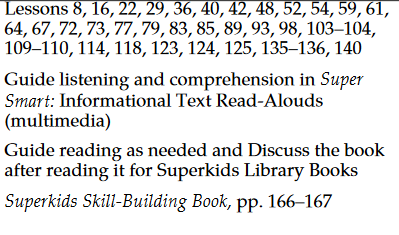 Lessons 8, 16, 22, 29, 36, 40, 42, 48, 52, 54, 59, 61,
64, 67, 72, 73, 77, 79, 83, 85, 89, 93, 98, 103–104,
109–110, 114, 118, 123, 124, 125, 135–136, 140
Guide listening and comprehension in Super
Smart: Informational Text Read-Alouds
(multimedia)
Guide reading as needed and Discuss the book
after reading it for Superkids Library Books
Superkids Skill-Building Book, pp. 166–167